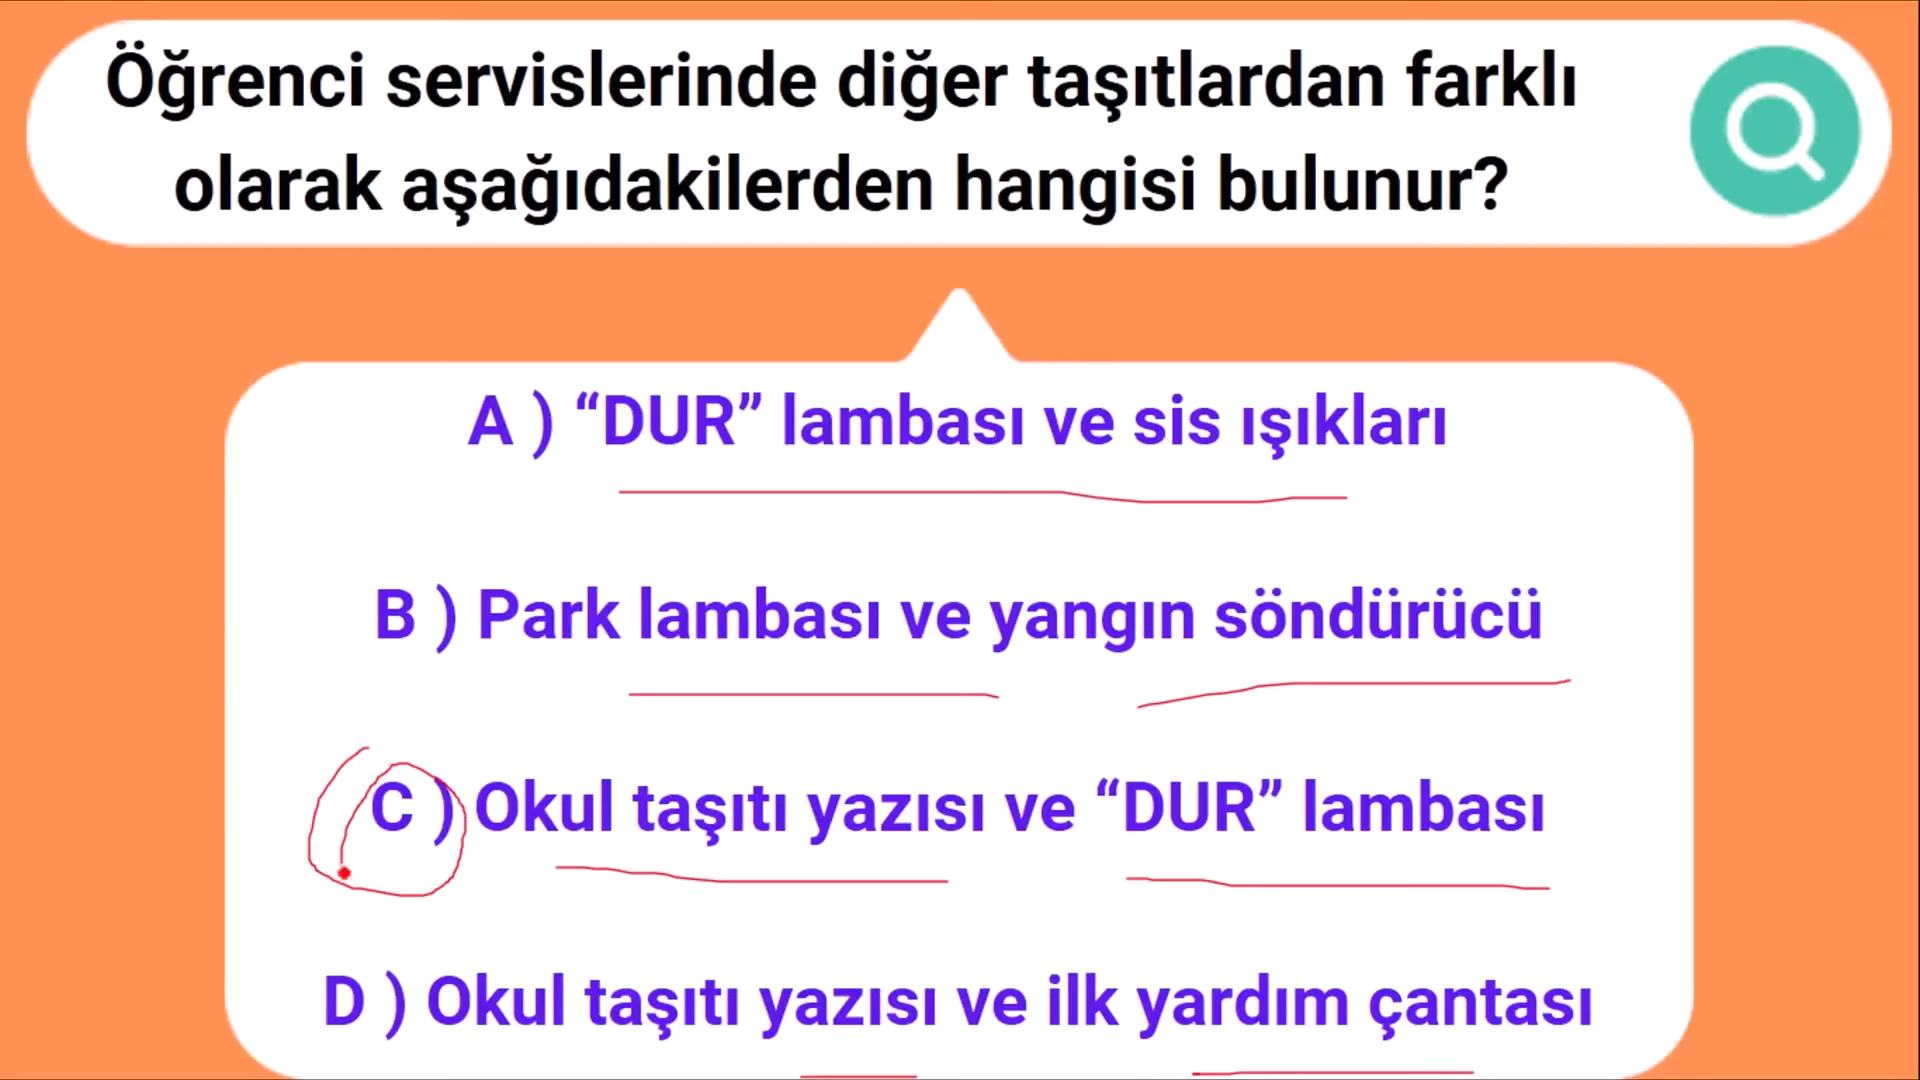 Öğrenci servislerinde diğer taşıtlardan farklı
olarak aşağıdakilerden hangisi bulunur?
A ) “DUR” lambası ve sis ışıkları
B ) Park lambası ve yangın söndürücü
C ) Okul taşıtı yazısı ve “DUR” lambası
D ) Okul taşıtı yazısı ve ilk yardım çantası